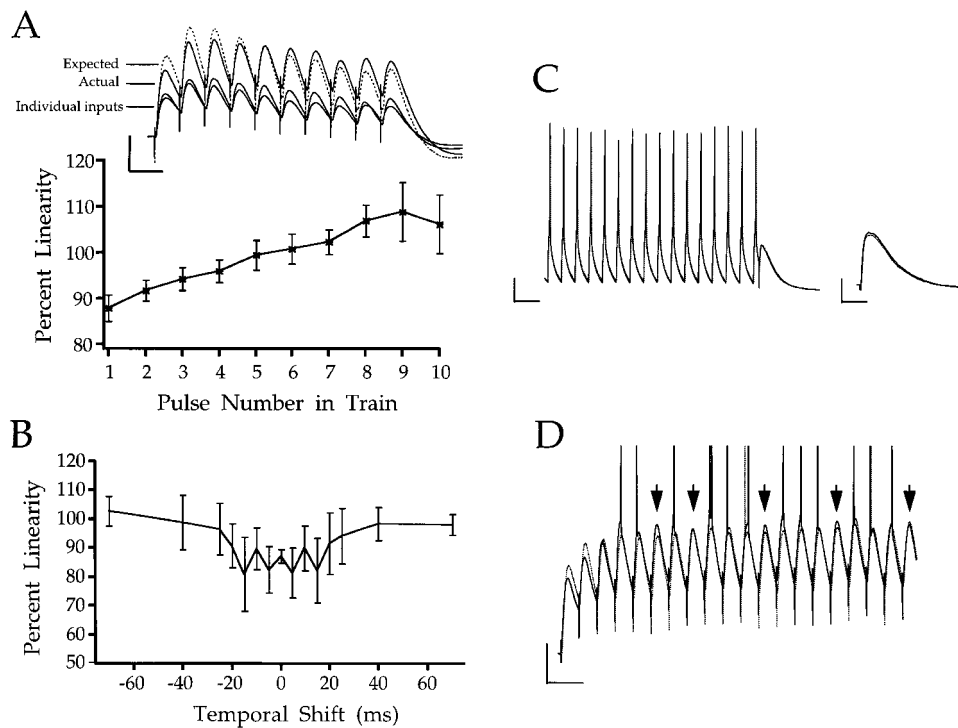 A
Expected
Actual
Individual inputs
Percent Linearity
120
110
100
90
80
1 2 3 4 5 6 7 8 9 10
Pulse Number in Train
B
Percent Linearity
120
110
100
90
80
70
60
50
-60 -40 -20 0 20 40 60
Temporal Shift (ms)
C
D